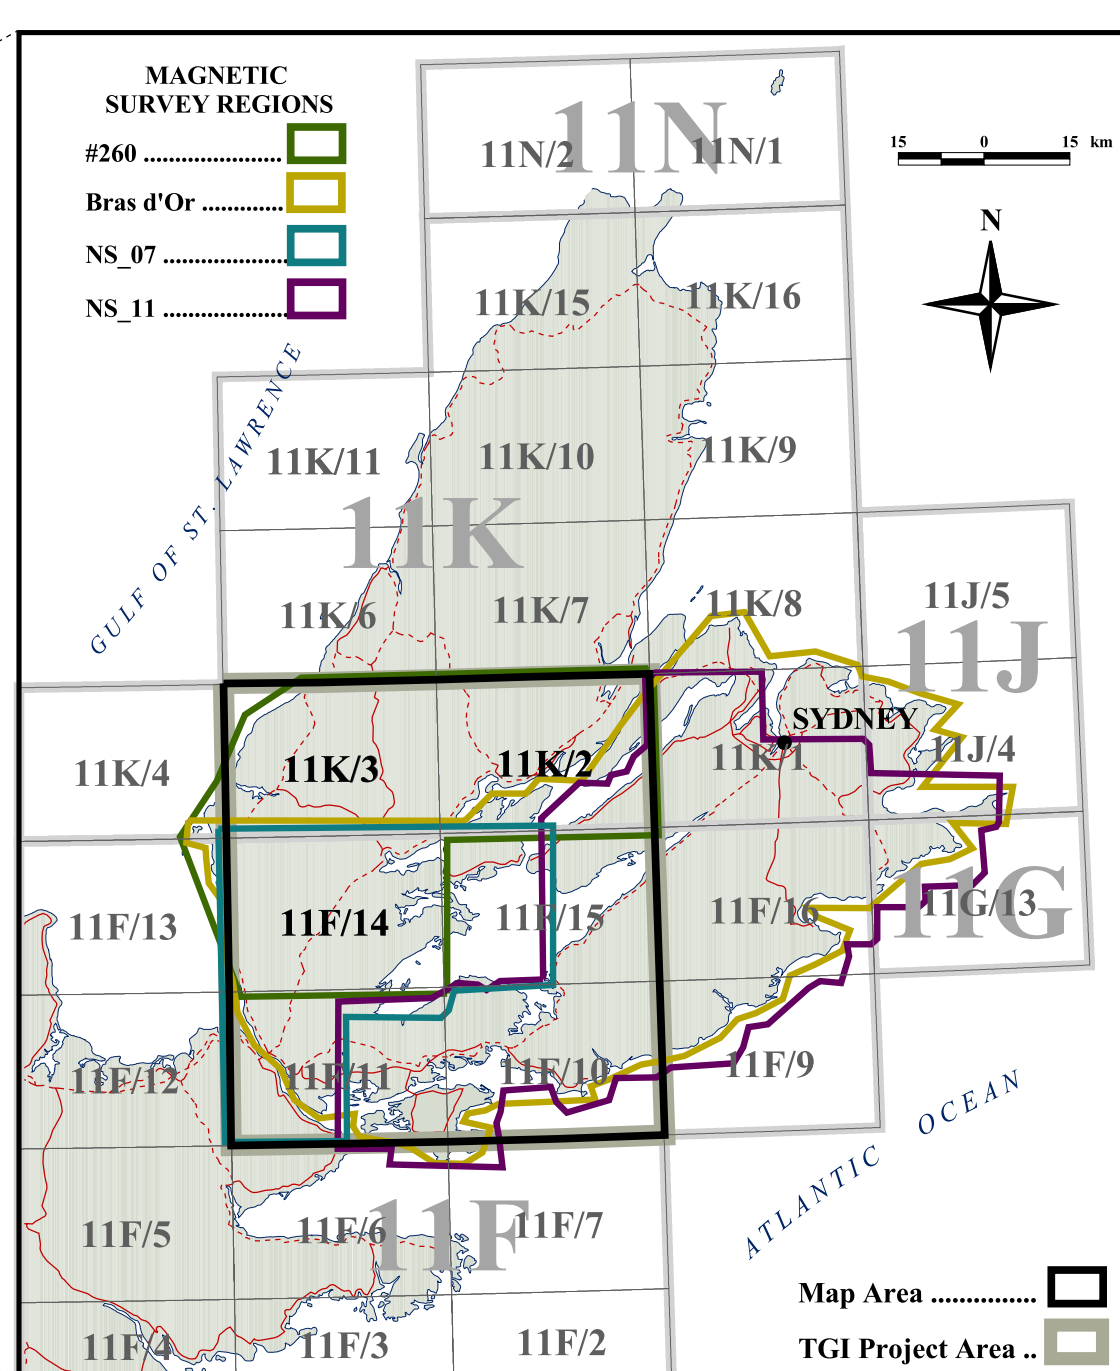 MAGNETIC
SURVEY REGIONS
#260 ......................
Bras d'Or .............
NS_07 ....................
NS_11 ....................
15 0 15 km
N
11N
11N/2 11N/1
11K/15 11K/16
GULF OF ST. LAWRENCE
11K/11 11K/10 11K/9
11K
11K/6 11K/7 11K/8 11J/5
11J
SYDNEY
11K/4 11K/3 11K/2 11K/1 11J/4
11F/13 11F/14 11F/15 11F/16 11G/13
11G
11F/12 11F/11 11F/10 11F/9
ATLANTIC OCEAN
11F/5 11F/6 11F/7
11F
Map Area ................
TGI Project Area ..
11F/4 11F/3 11F/2